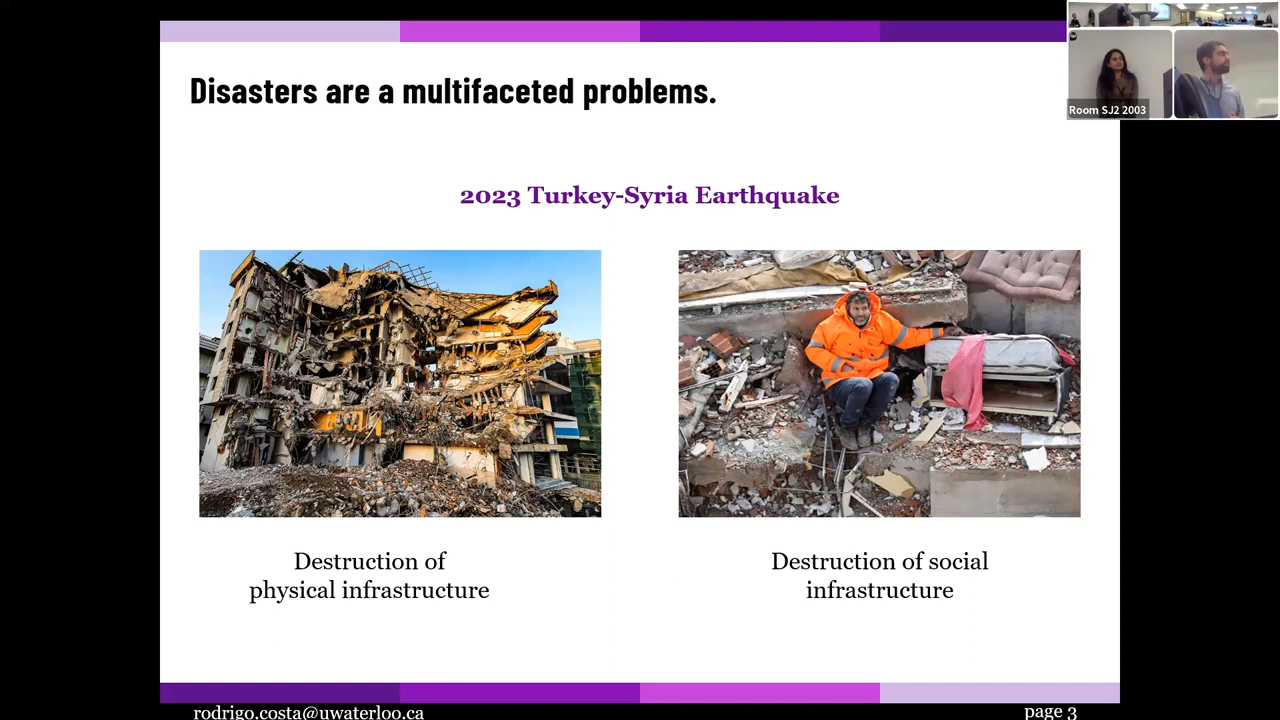 Disasters are a multifaceted problems.
Room SJ2 2003
2023 Turkey-Syria Earthquake
Destruction of
physical infrastructure
Destruction of social
infrastructure
rodrigo.costa@uwaterloo.ca
page 3